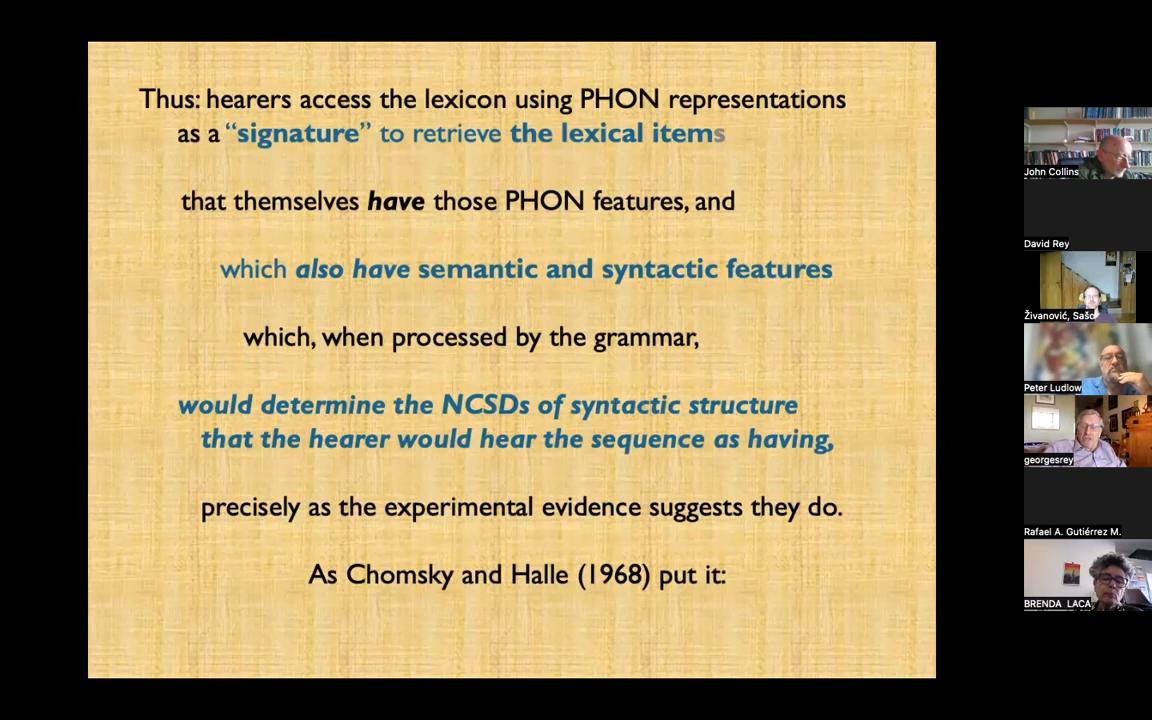 Thus: hearers access the lexicon using PHON representations
as a “signature” to retrieve the lexical items
that themselves have those PHON features, and
which also have semantic and syntactic features
which, when processed by the grammar,
would determine the NCSDs of syntactic structure
that the hearer would hear the sequence as having,
precisely as the experimental evidence suggests they do.
As Chomsky and Halle (1968) put it:
John Collins
David Rey
Živanović, Sašo
Peter Ludlow
georgesrey
Rafael A. Gutiérrez M.
BRENDA LACA